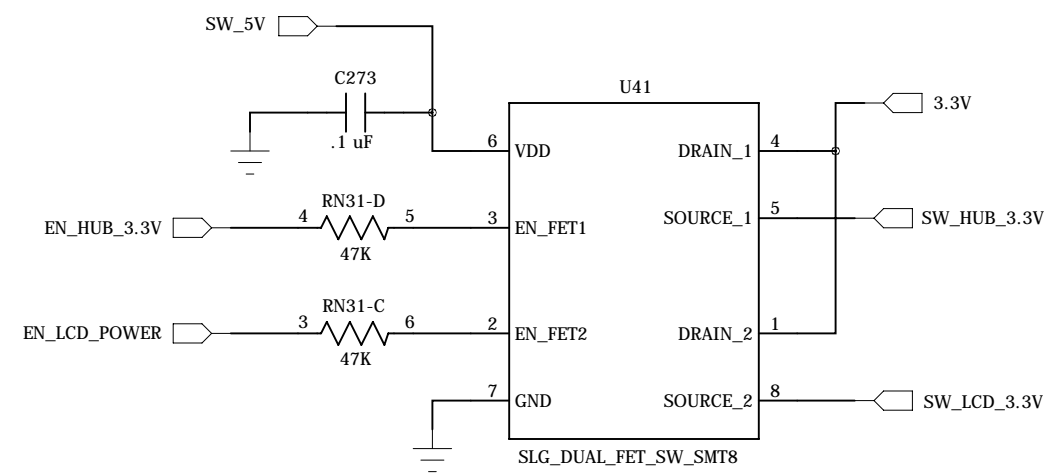 SW_5V
C273
.1 uF
U41
3.3V
6 VDD
DRAIN_1 4
RN31-D
EN_HUB_3.3V 4 5 3 EN_FET1
47K
SOURCE_1 5 SW_HUB_3.3V
RN31-C
EN_LCD_POWER 3 6 2 EN_FET2
47K
DRAIN_2 1
7 GND
SOURCE_2 8 SW_LCD_3.3V
SLG_DUAL_FET_SW_SMT8